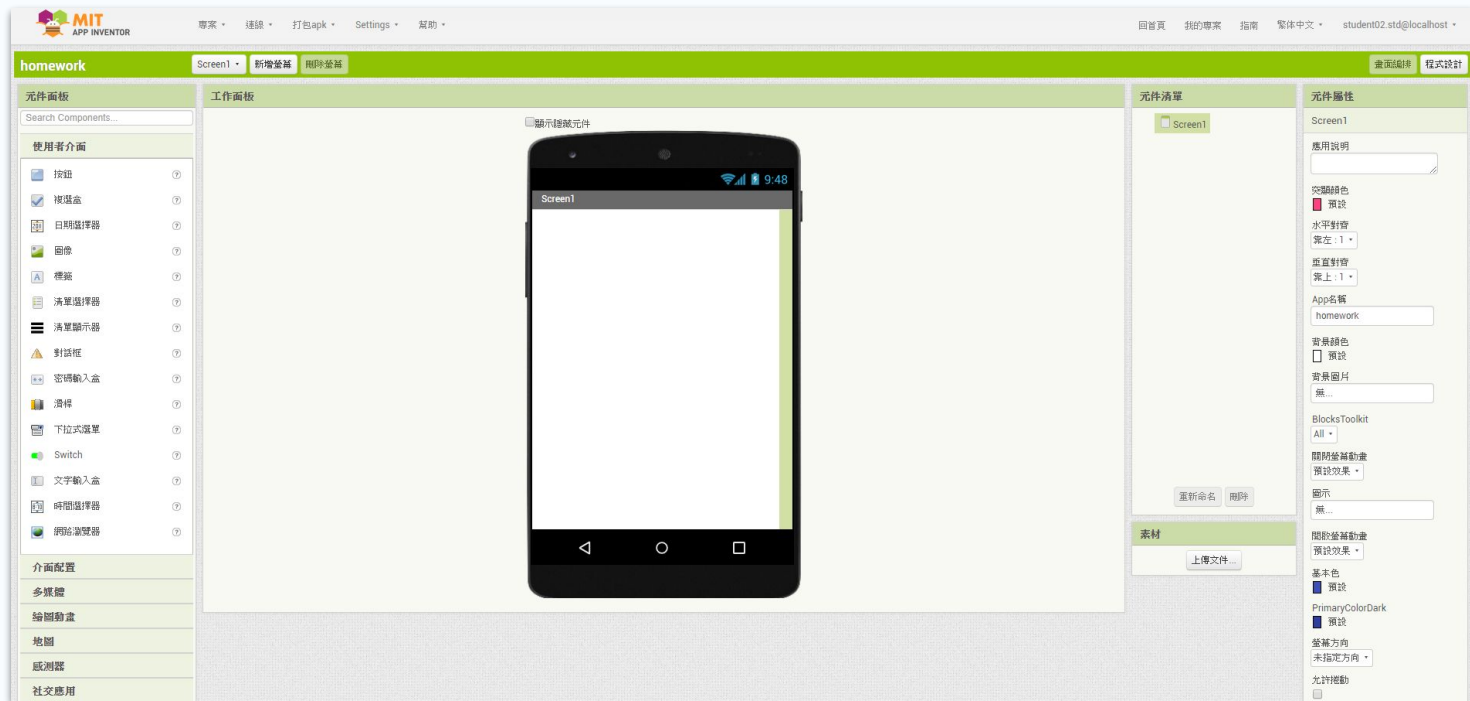 MIT
APP INVENTOR
專案 連線 打包apk Settings 幫助
回首頁 我的專案 指南 繁体中文 student02.std@localhost
homework
Screen1 新增螢幕 刪除螢幕
畫面編排 程式設計
元件面板
Search Components...
使用者介面
按鈕
複選盒
日期選擇器
圖像
標籤
清單選擇器
清單顯示器
對話框
密碼輸入盒
滑桿
下拉式選單
Switch
文字輸入盒
時間選擇器
網路瀏覽器
介面配置
多媒體
繪圖動畫
地圖
感測器
社交應用
工作面板
顯示隱藏元件
9:48
Screen1
元件清單
Screen1
重新命名 刪除
素材
上傳文件...
元件屬性
Screen1
應用說明
突顯顏色
預設
水平對齊
靠左 : 1
垂直對齊
靠上 : 1
App名稱
homework
背景顏色
預設
背景圖片
無...
BlocksToolkit
All
關閉螢幕動畫
預設效果
圖示
無...
開啟螢幕動畫
預設效果
基本色
預設
PrimaryColorDark
預設
螢幕方向
未指定方向
允許捲動